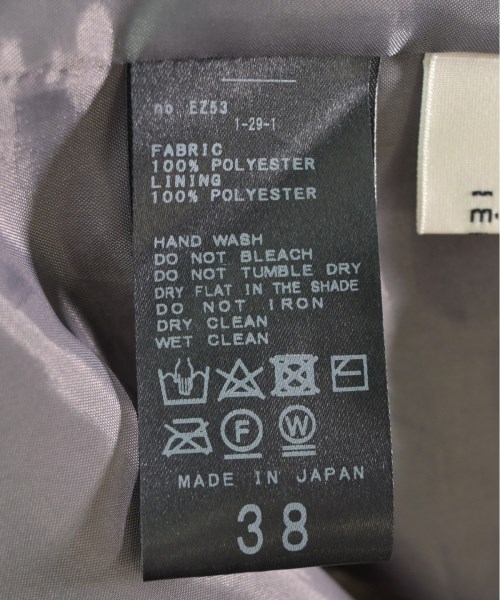 no EZ53
1-29-1
FABRIC
100% POLYESTER
LINING
100% POLYESTER
HAND WASH
DO NOT BLEACH
DO NOT TUMBLE DRY
DRY FLAT IN THE SHADE
DO NOT IRON
DRY CLEAN
WET CLEAN
F W
MADE IN JAPAN
38